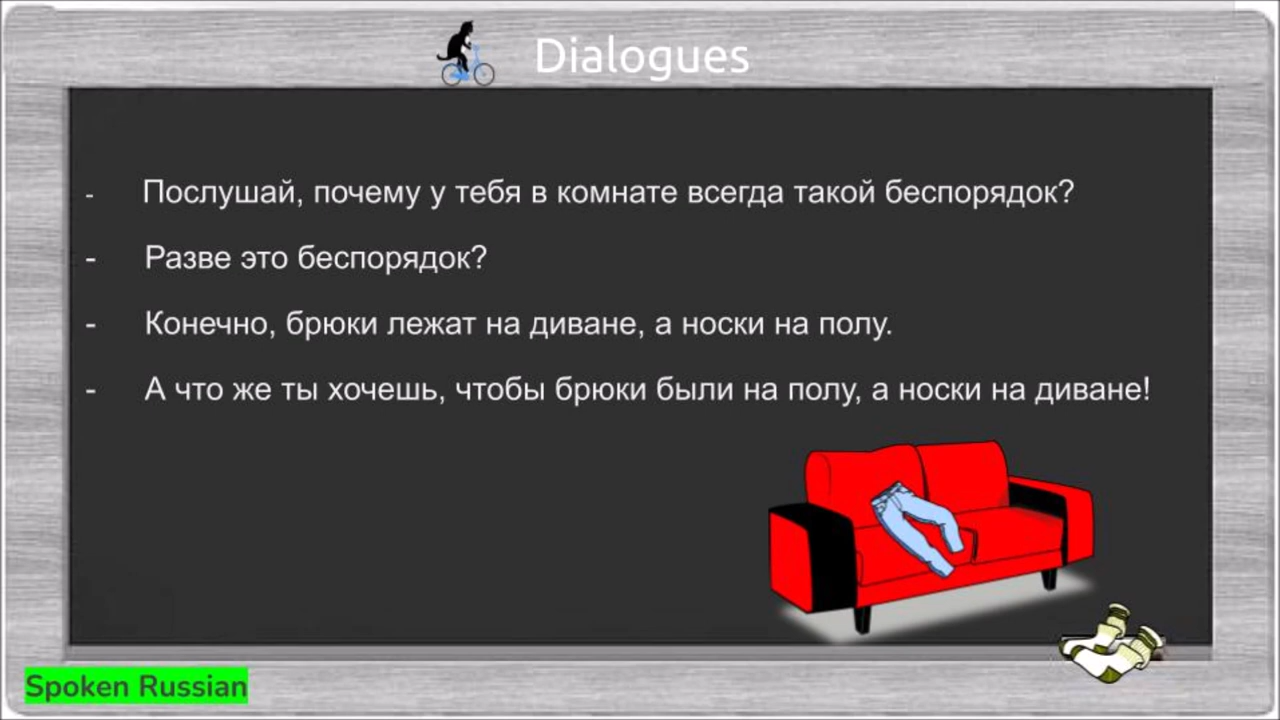 Dialogues
- Послушай, почему у тебя в комнате всегда такой беспорядок?
- Разве это беспорядок?
- Конечно, брюки лежат на диване, а носки на полу.
- А что же ты хочешь, чтобы брюки были на полу, а носки на диване!
Spoken Russian